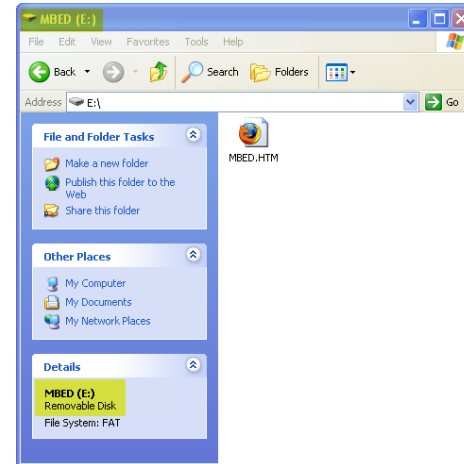 MBED (E:)
File Edit View Favorites Tools Help
Back Search Folders
Address E:\ Go
File and Folder Tasks
Make a new folder
Publish this folder to the
Web
Share this folder
MBED.HTM
Other Places
My Computer
My Documents
My Network Places
Details
MBED (E:)
Removable Disk
File System: FAT